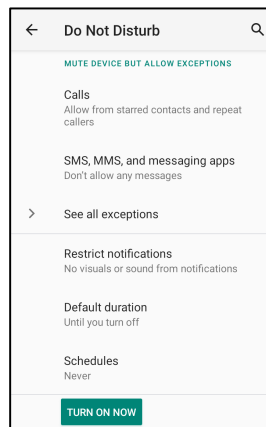 Do Not Disturb
MUTE DEVICE BUT ALLOW EXCEPTIONS
Calls
Allow from starred contacts and repeat
callers
SMS, MMS, and messaging apps
Don't allow any messages
See all exceptions
Restrict notifications
No visuals or sound from notifications
Default duration
Until you turn off
Schedules
Never
TURN ON NOW